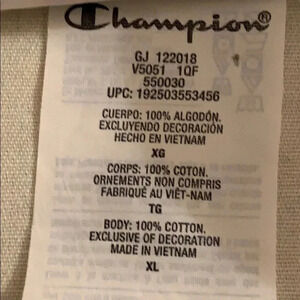 Champion®
GJ 122018
V5051 1QF
550030
UPC: 192503553456
CUERPO: 100% ALGODÓN.
EXCLUYENDO DECORACIÓN
HECHO EN VIETNAM
XG
CORPS: 100% COTON.
ORNEMENTS NON COMPRIS
FABRIQUÉ AU VIÊT-NAM
TG
BODY: 100% COTTON.
EXCLUSIVE OF DECORATION
MADE IN VIETNAM
XL